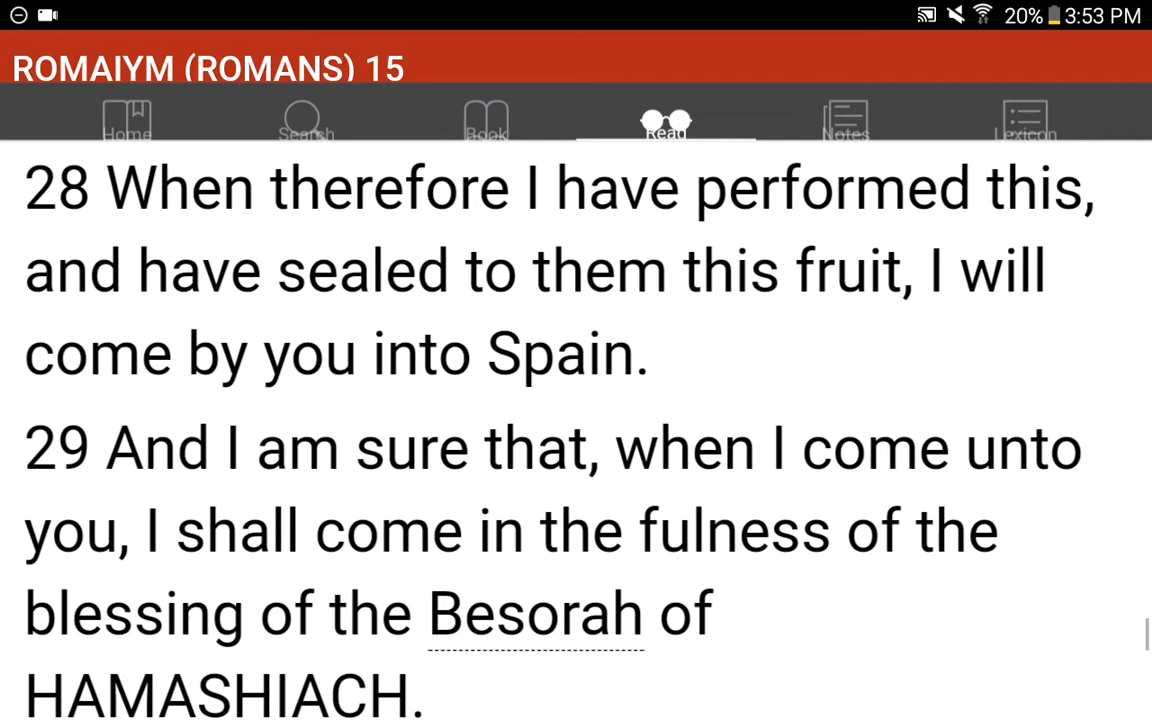 20% 3:53 PM
ROMAIYM (ROMANS) 15
Home Search Book Read Notes Lexicon
28 When therefore I have performed this,
and have sealed to them this fruit, I will
come by you into Spain.
29 And I am sure that, when I come unto
you, I shall come in the fulness of the
blessing of the Besorah of
HAMASHIACH.